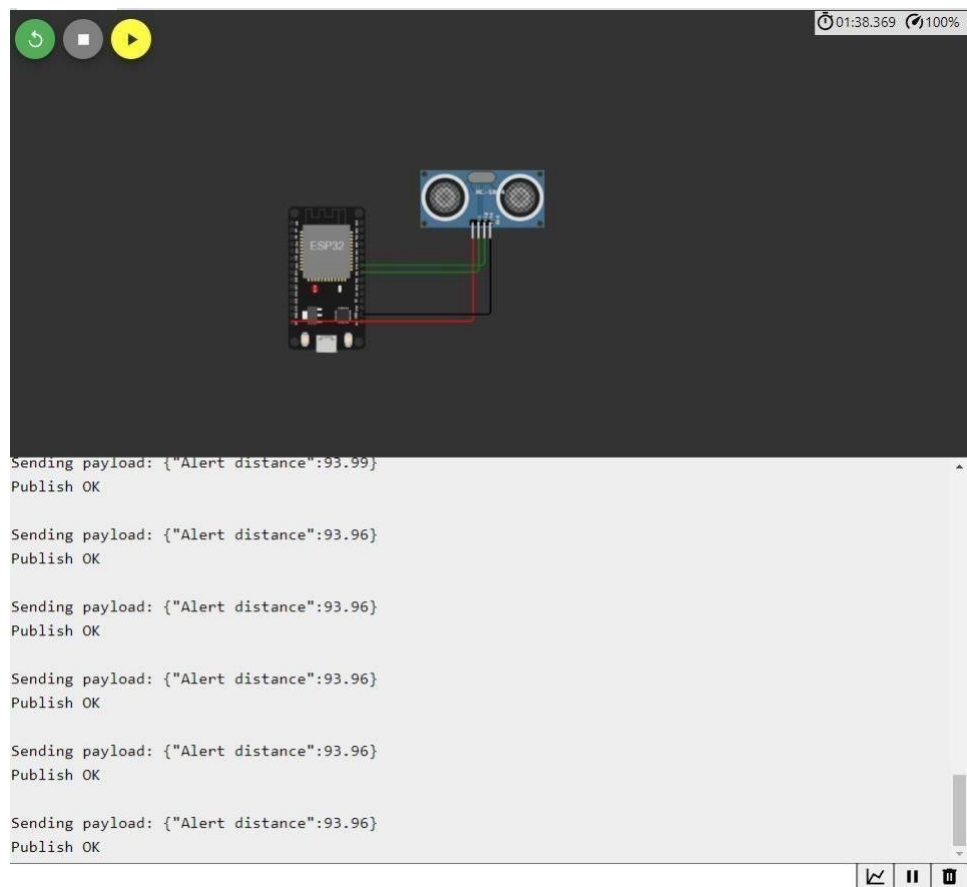 01:38.369 100%
HC-SR04
ESP32
Sending payload: {"Alert distance":93.99}
Publish OK
Sending payload: {"Alert distance":93.96}
Publish OK
Sending payload: {"Alert distance":93.96}
Publish OK
Sending payload: {"Alert distance":93.96}
Publish OK
Sending payload: {"Alert distance":93.96}
Publish OK
Sending payload: {"Alert distance":93.96}
Publish OK